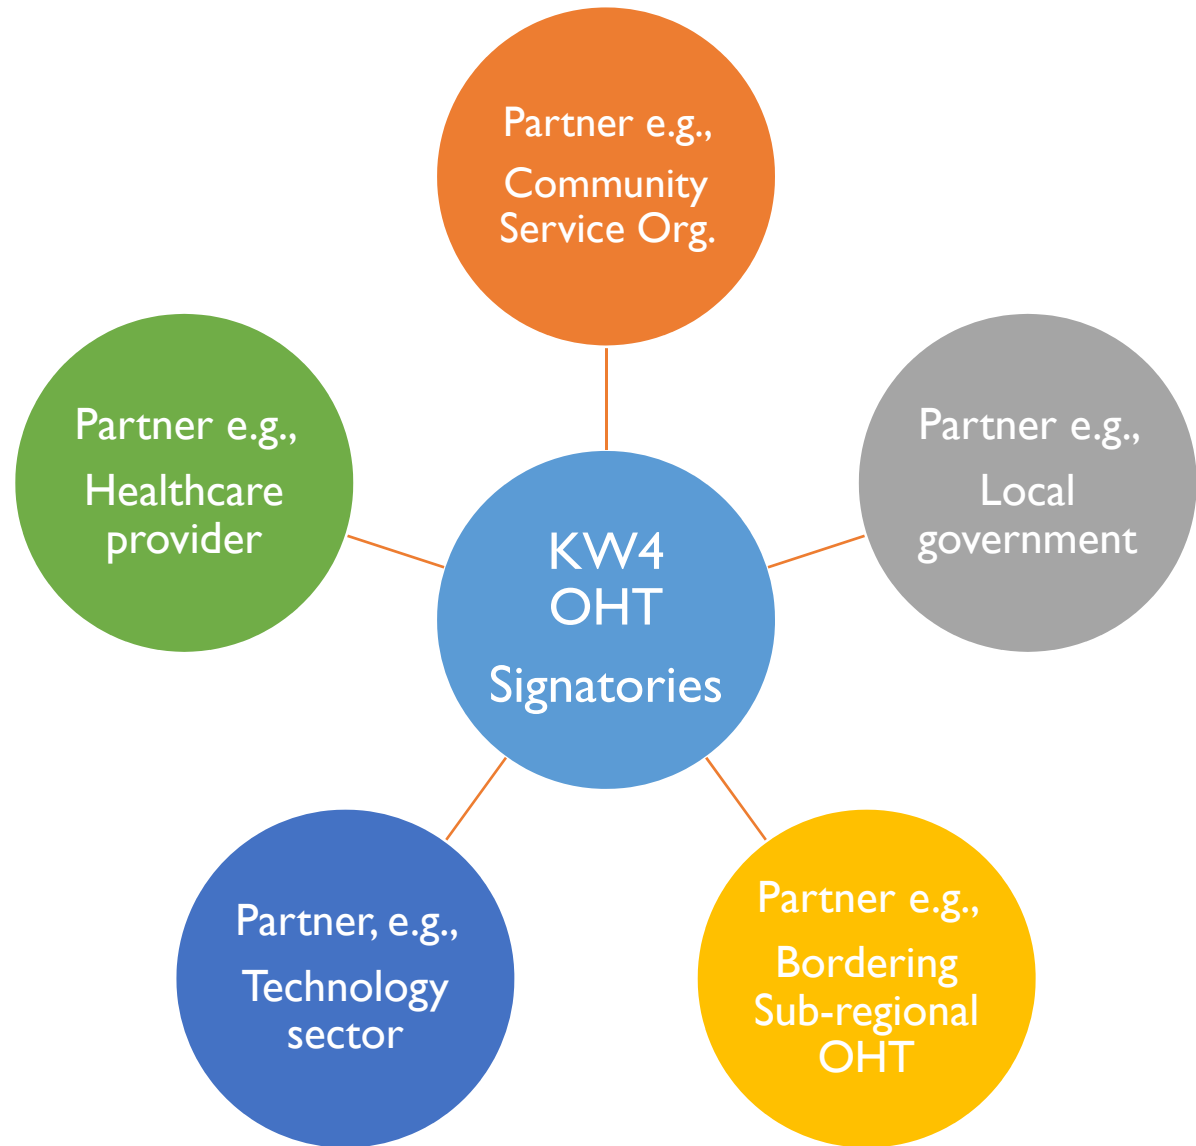 Partner e.g.,
Community
Service Org.
Partner e.g.,
Healthcare
provider
Partner e.g.,
Local
government
KW4
OHT
Signatories
Partner, e.g.,
Technology
sector
Partner e.g.,
Bordering
Sub-regional
OHT